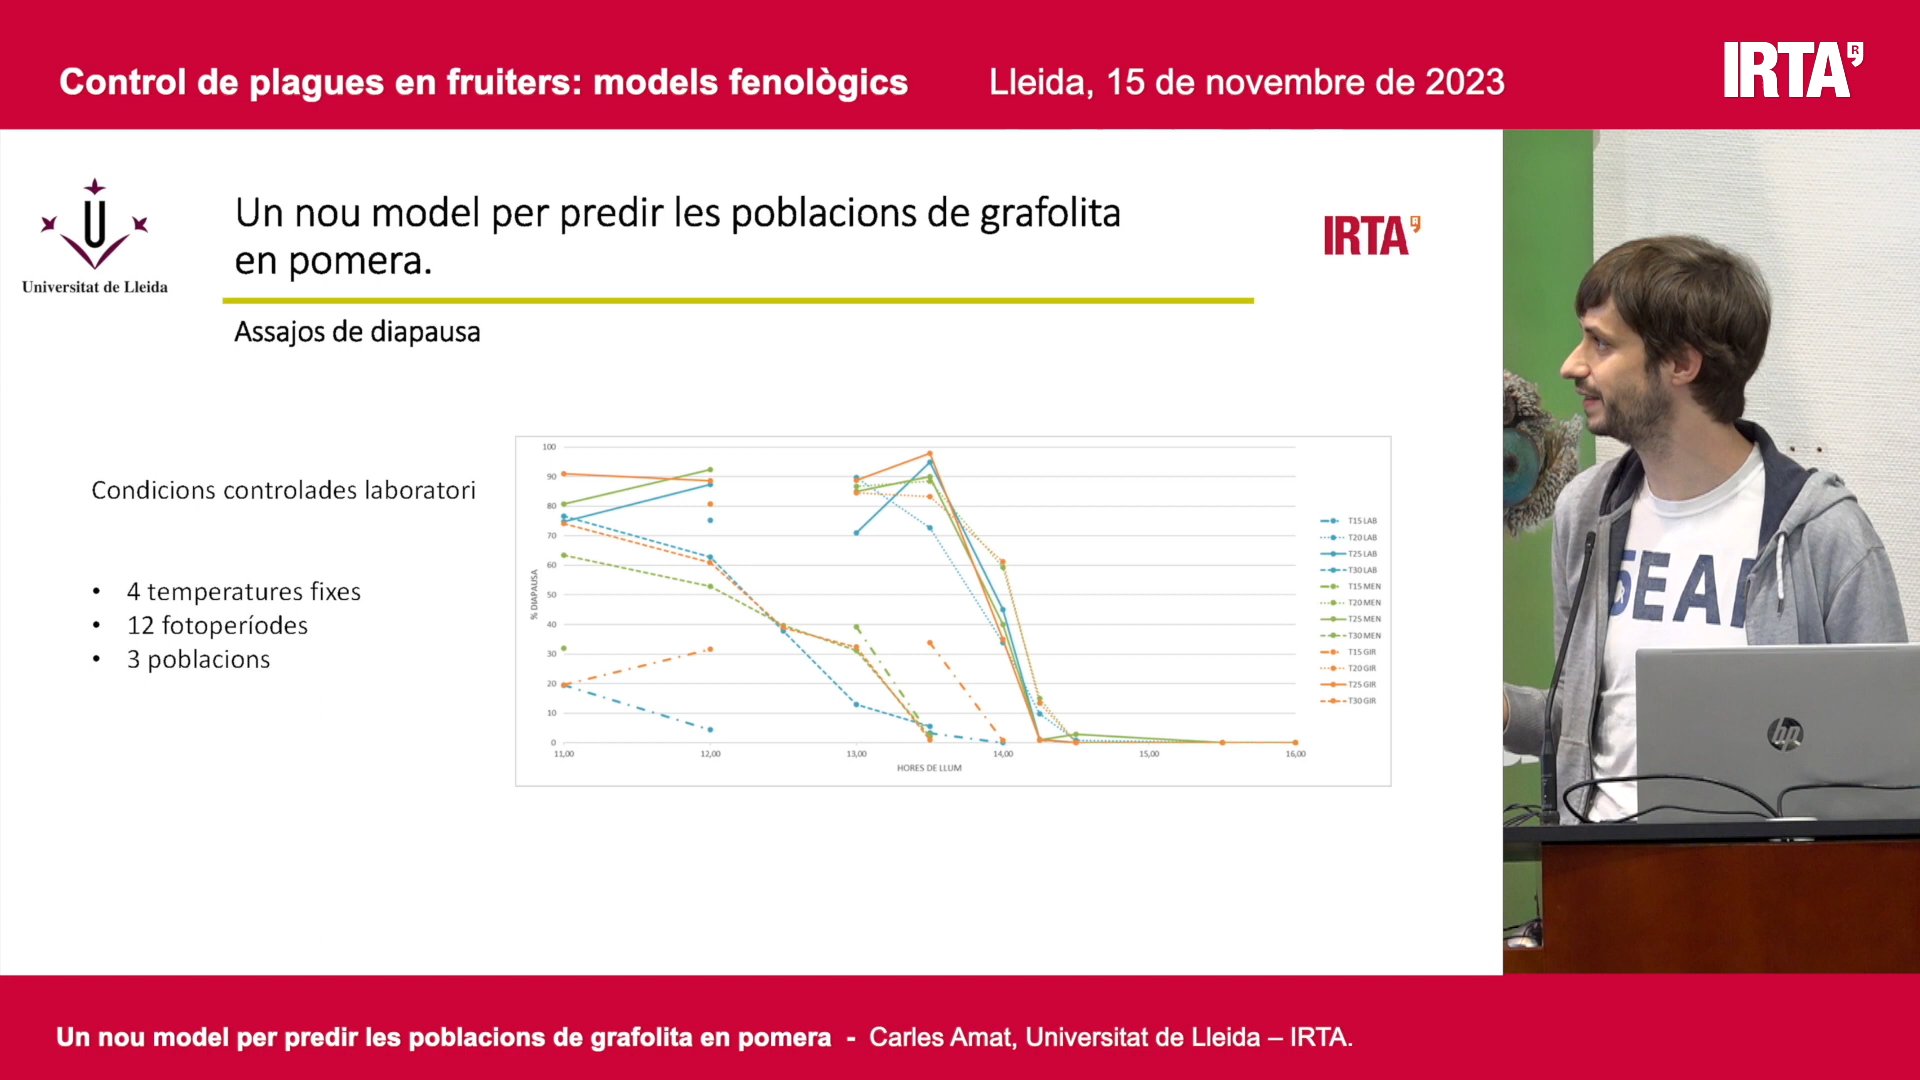 Control de plagues en fruiters: models fenològics
Lleida, 15 de novembre de 2023
IRTA R
Universitat de Lleida
Un nou model per predir les poblacions de grafolita
en pomera.
IRTA
Assajos de diapausa
Condicions controlades laboratori
• 4 temperatures fixes
• 12 fotoperíodes
• 3 poblacions
100
90
80
70
60
50
40
30
20
10
0
% DIAPAUSA
11,00 12,00 13,00 14,00 15,00 16,00
HORES DE LLUM
T15 LAB
T20 LAB
T25 LAB
T30 LAB
T15 MEN
T20 MEN
T25 MEN
T30 MEN
T15 GIR
T20 GIR
T25 GIR
T30 GIR
hp
Un nou model per predir les poblacions de grafolita en pomera - Carles Amat, Universitat de Lleida – IRTA.